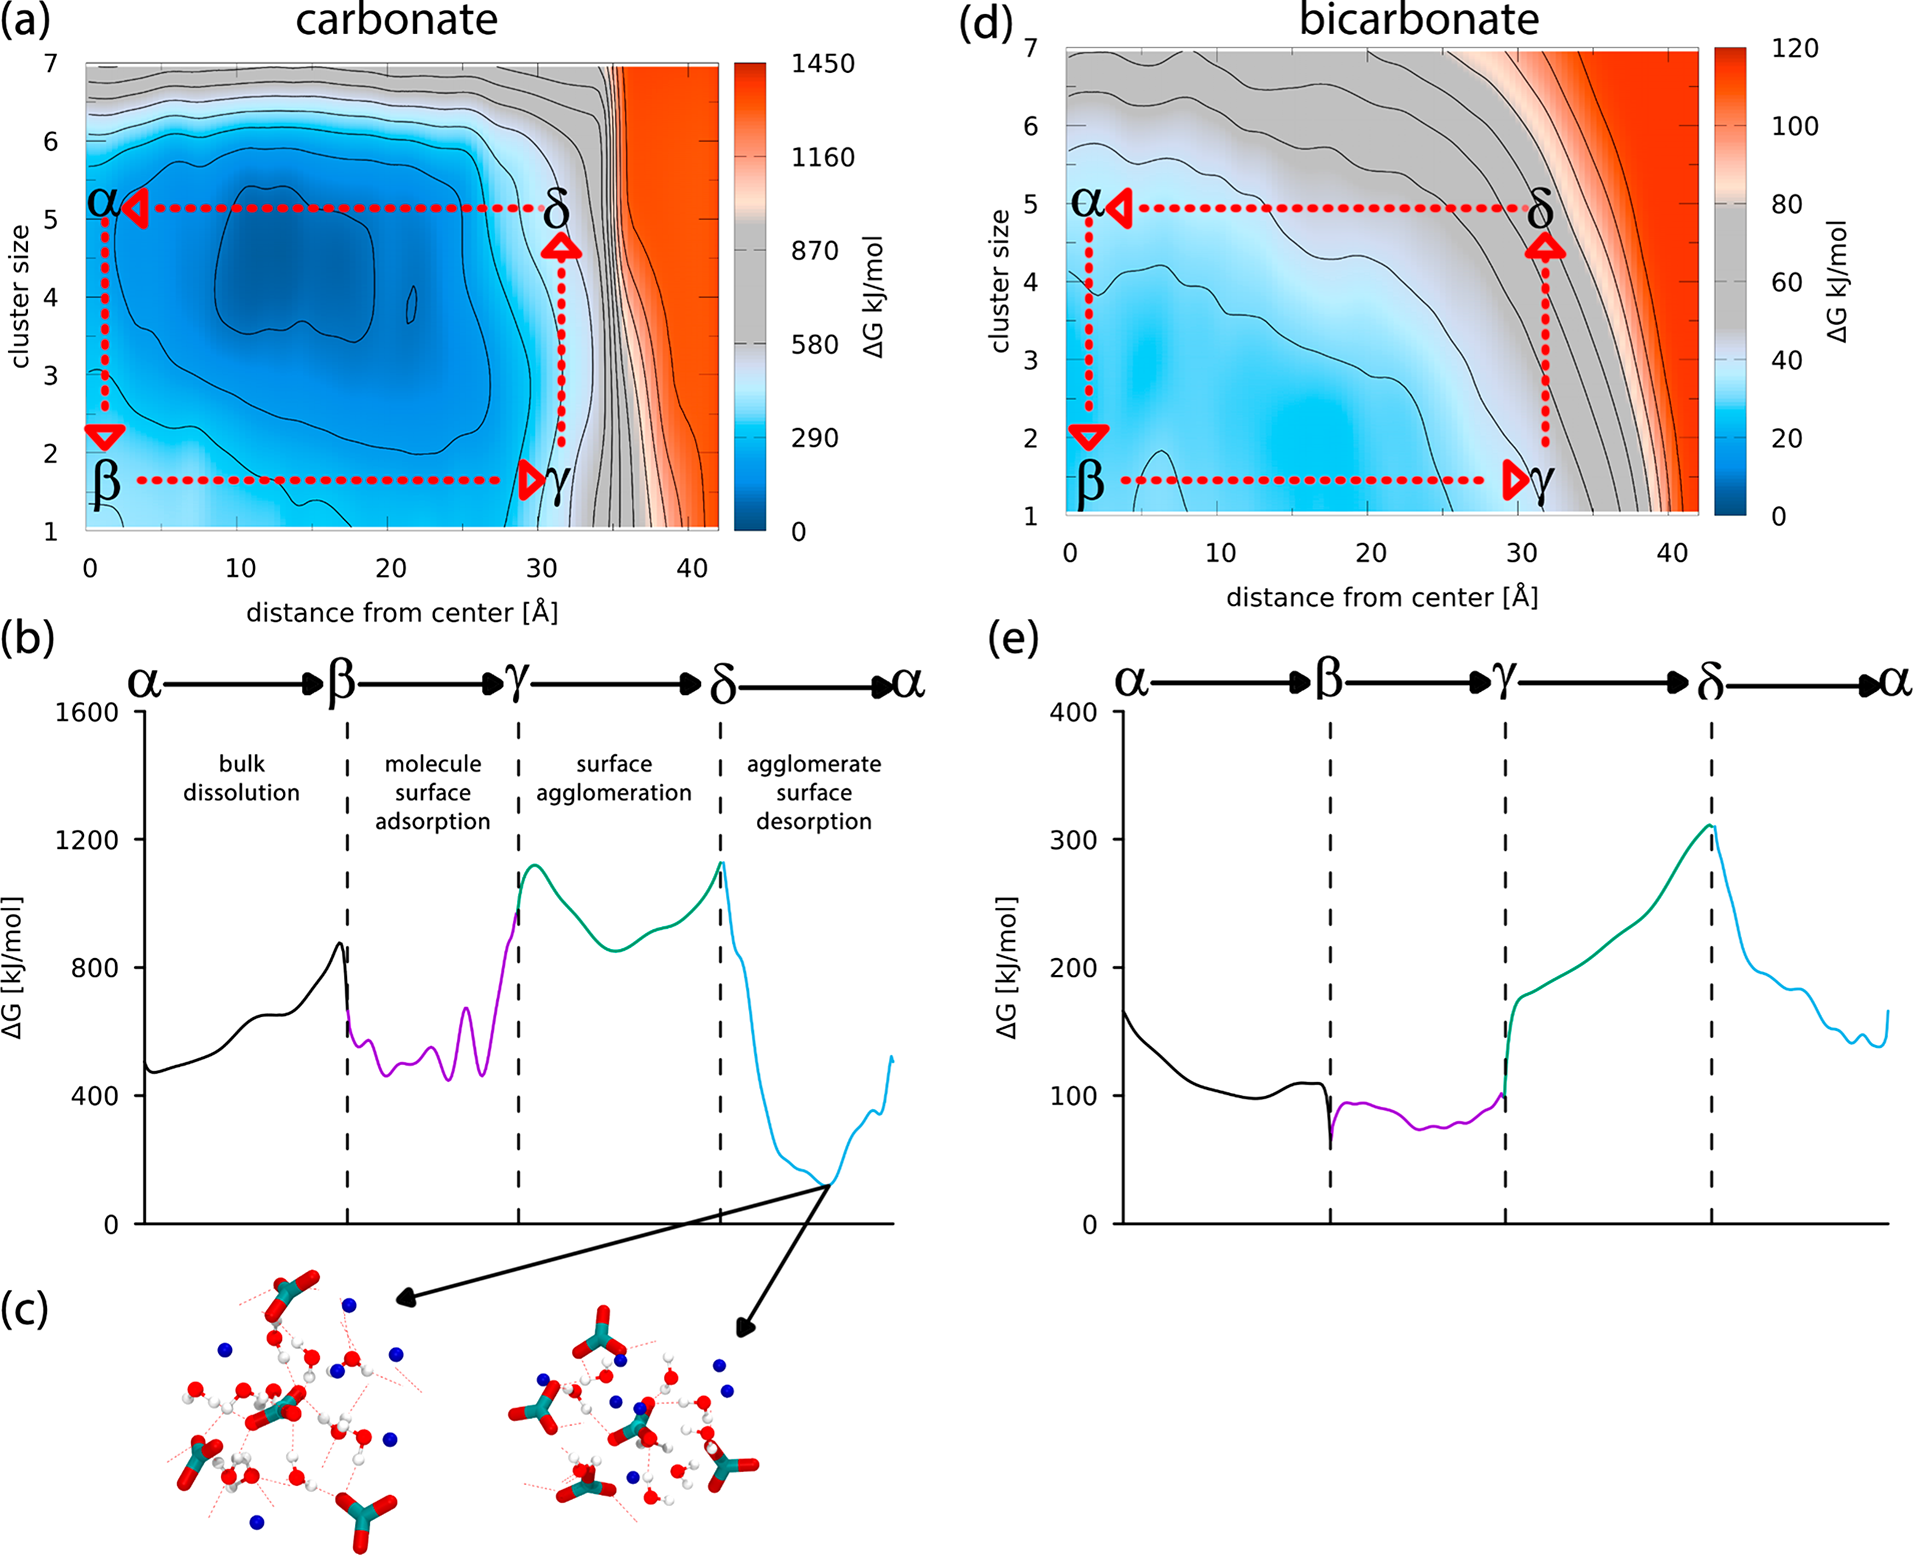 (a)
carbonate
7
6
5
4
3
2
1
cluster size
α
δ
β
γ
0
10
20
30
40
distance from center [Å]
1450
1160
870
580
290
0
ΔG kJ/mol
(d)
bicarbonate
7
6
5
4
3
2
1
cluster size
α
δ
β
γ
0
10
20
30
40
distance from center [Å]
120
100
80
60
40
20
0
ΔG kJ/mol
(b)
α β γ δ α
1600
1200
800
400
0
ΔG [kJ/mol]
bulk
dissolution
molecule
surface
adsorption
surface
agglomeration
agglomerate
surface
desorption
(e)
α β γ δ α
400
300
200
100
0
ΔG [kJ/mol]
(c)